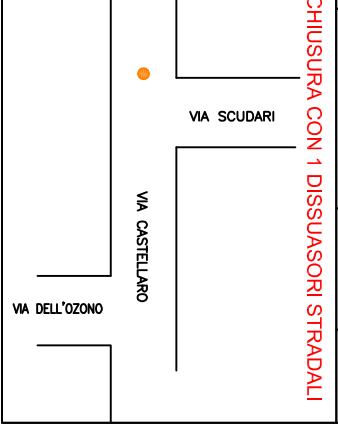 CHIUSURA CON 1 DISSUASORI STRADALI
VIA SCUDARI
VIA CASTELLARO
VIA DELL'OZONO